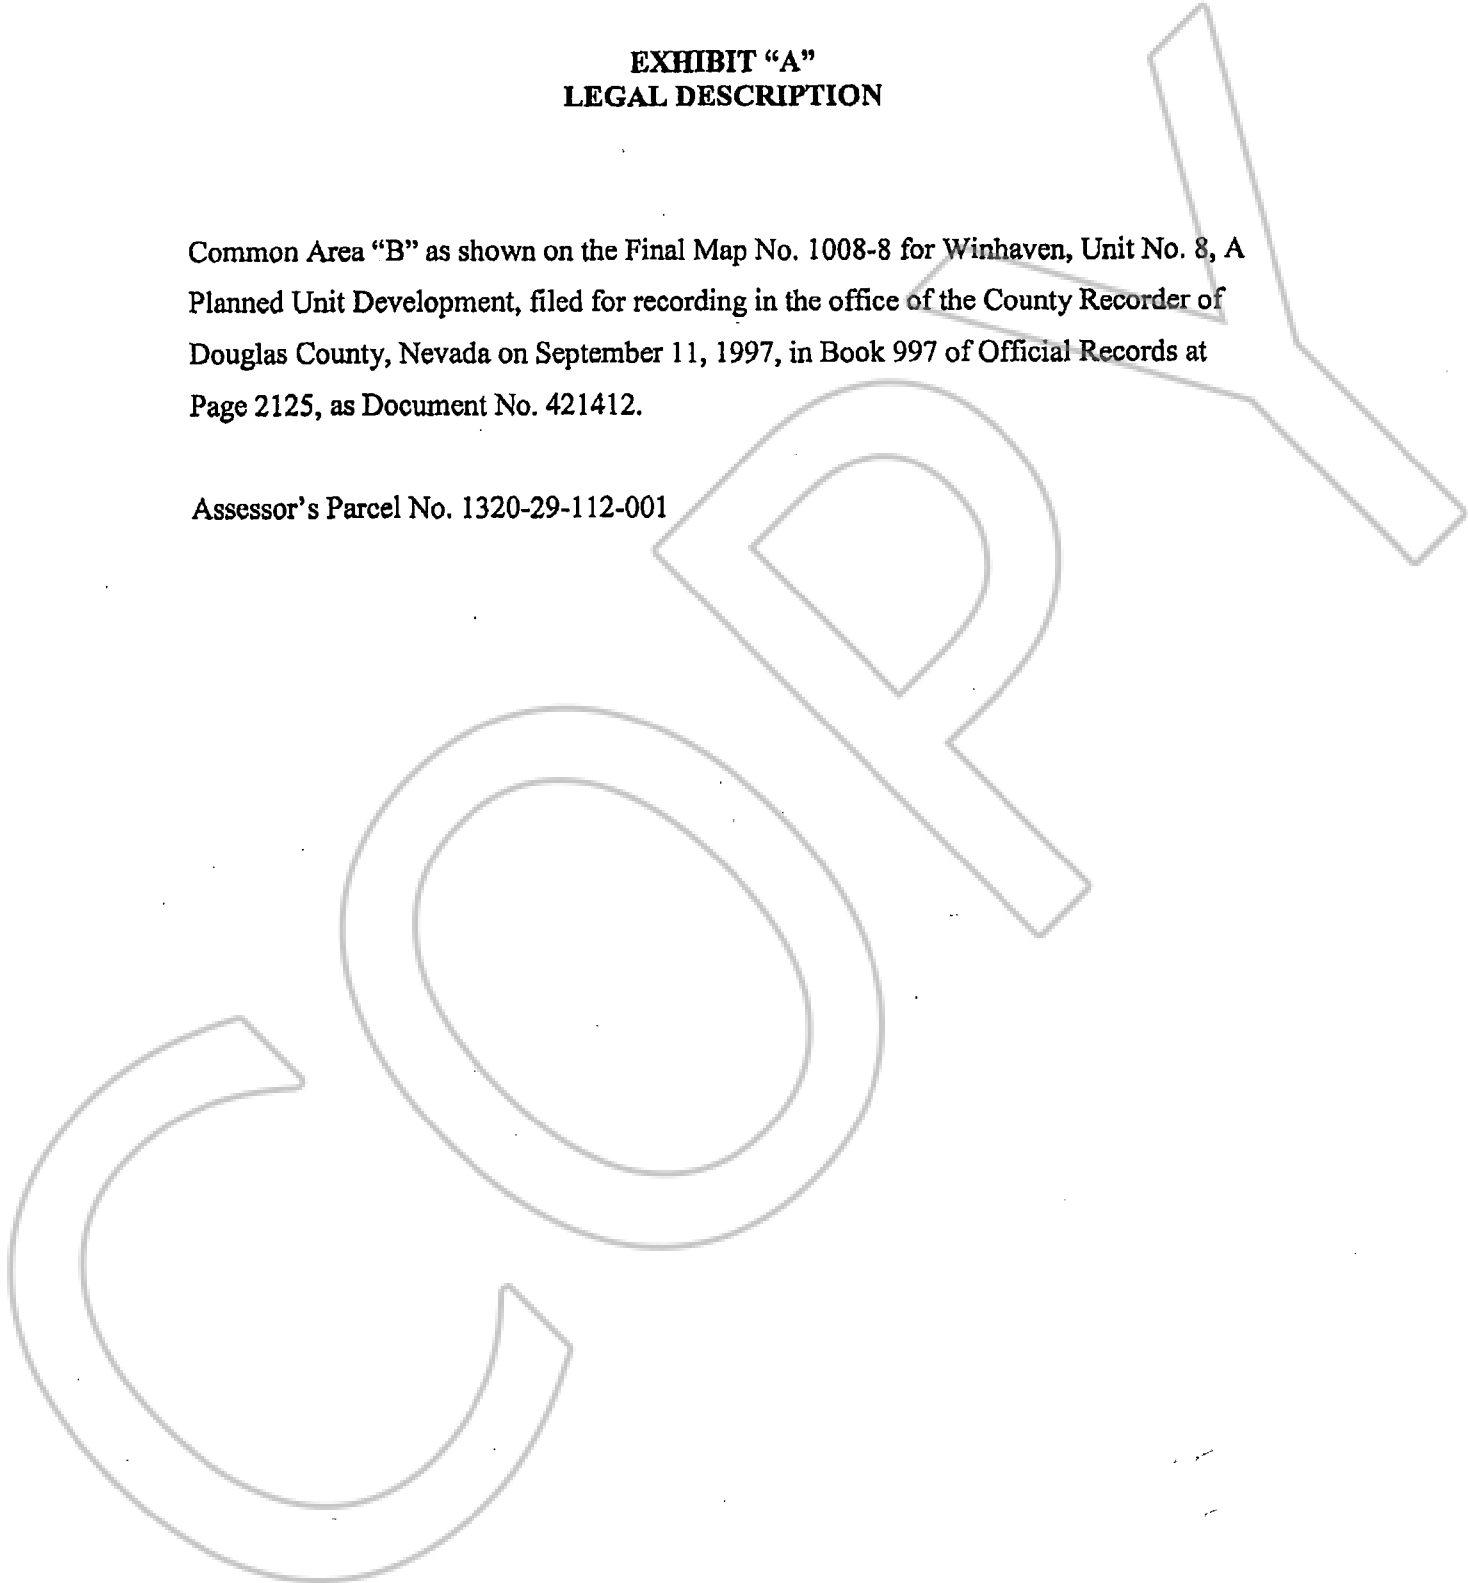 EXHIBIT “A”
LEGAL DESCRIPTION
Common Area “B” as shown on the Final Map No. 1008-8 for Winhaven, Unit No. 8, A
Planned Unit Development, filed for recording in the office of the County Recorder of
Douglas County, Nevada on September 11, 1997, in Book 997 of Official Records at
Page 2125, as Document No. 421412.
Assessor’s Parcel No. 1320-29-112-001
COPY